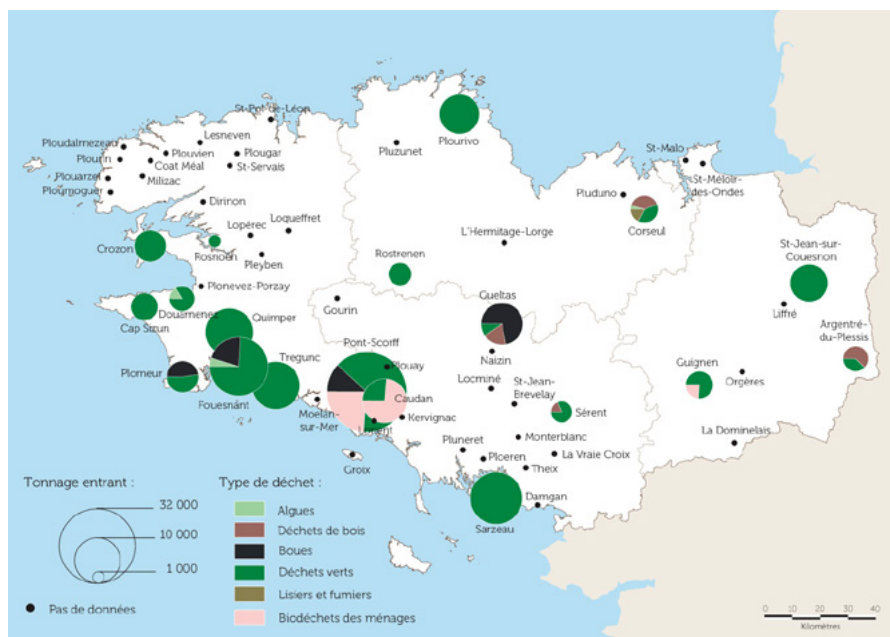 St-Pol-de-Léon
Lesneven
Ploudalmezeau
Plouvien
Plougar
Plourin
Coat Méal
St-Servais
Plouarzel
Milizac
Ploumoguer
Plourivo
Pluzunet
St-Malo
St-Méloir-
des-Ondes
Pluduno
Corseul
Dirinon
Lopérec
Loqueffret
L'Hermitage-Lorge
St-Jean-sur-
Couesnon
Crozon
Rosnoën
Pleyben
Rostrenen
Plonevez-Porzay
Gourin
Gueltas
Liffré
Douarnenez
Cap Sizun
Quimper
Argentré-
du-Plessis
Pont-Scorff
Naizin
Plouay
Guignen
Orgères
Plomeur
Tregunc
Locminé
St-Jean-
Brevelay
Caudan
Sérent
Fouesnant
Moelan-
sur-Mer
Lorient
Kervignac
Monterblanc
La Dominelais
Pluneret
La Vraie Croix
Groix
Ploeren
Theix
Damgan
Sarzeau
Tonnage entrant :
32 000
10 000
1 000
Pas de données
Type de déchet :
Algues
Déchets de bois
Boues
Déchets verts
Lisiers et fumiers
Biodéchets des ménages
0 10 20 30 40
Kilomètres